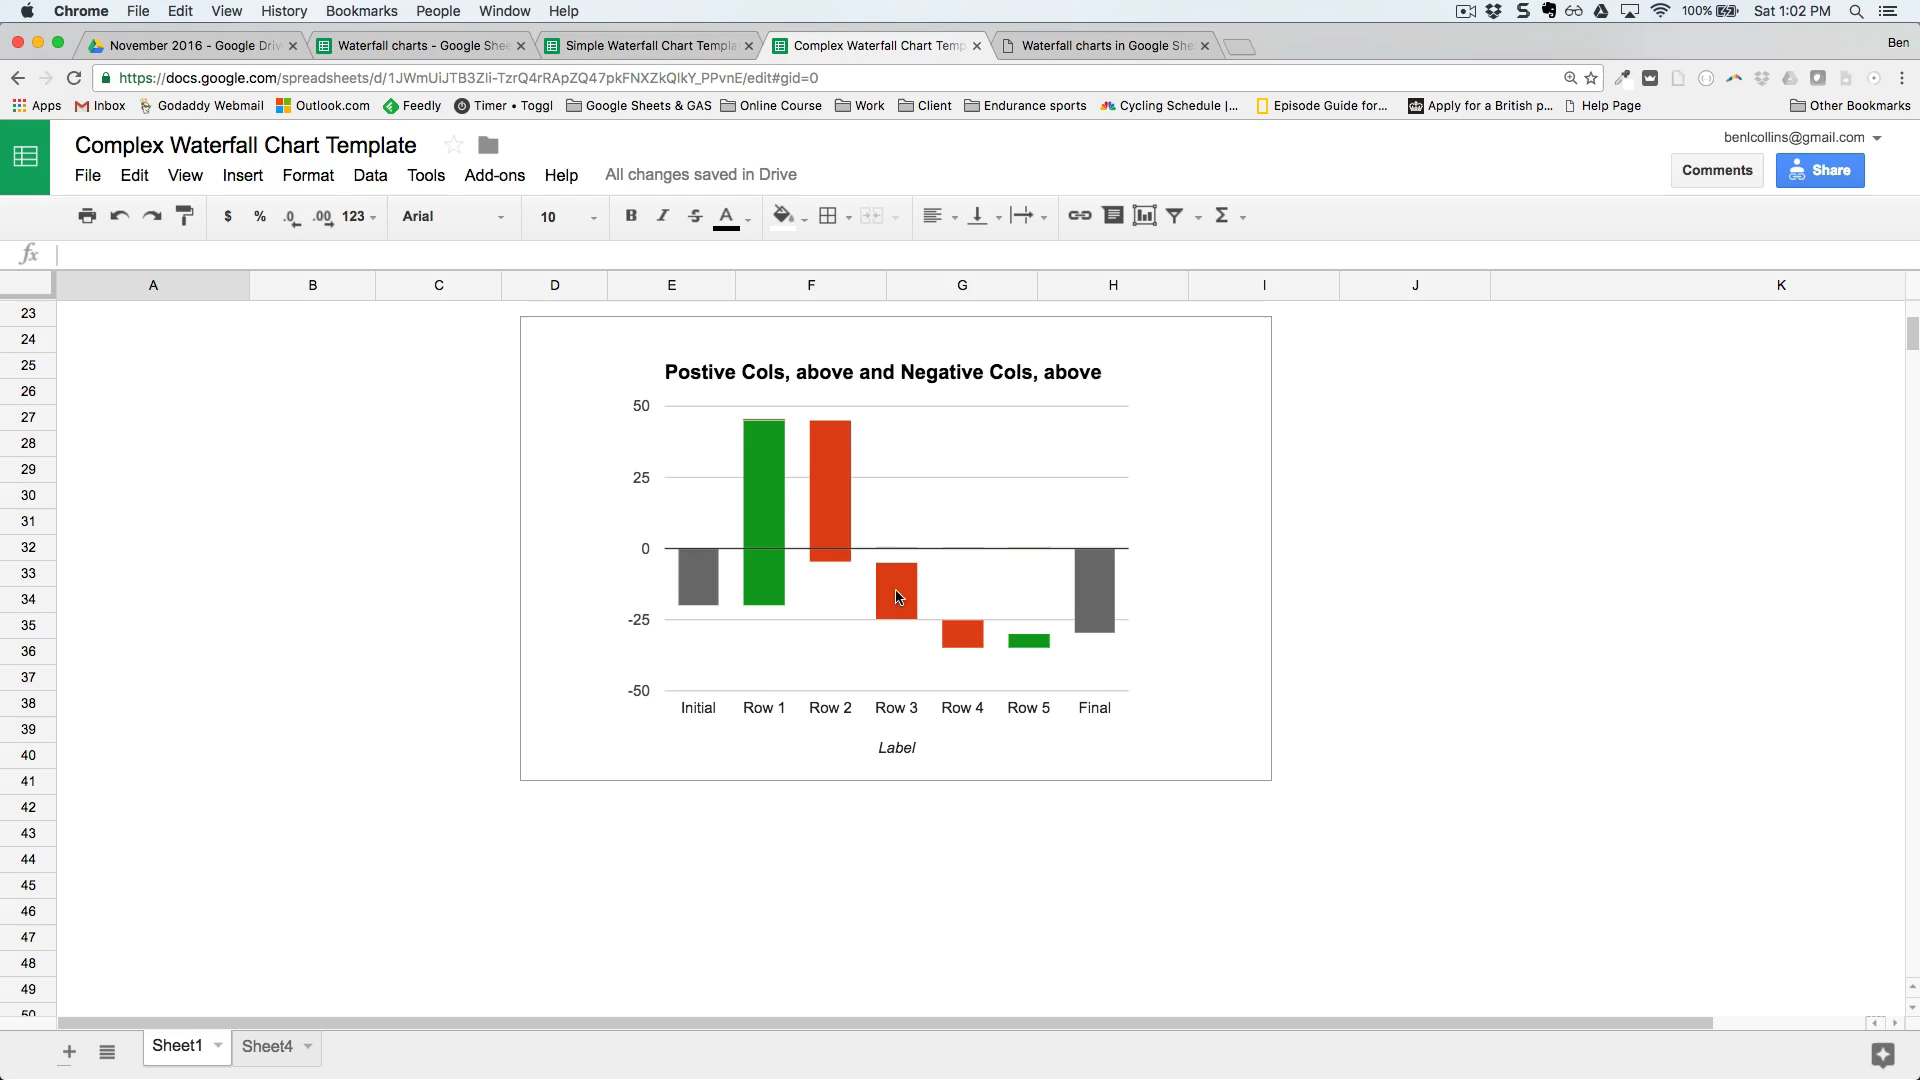 Chrome File Edit View History Bookmarks People Window Help 100% Sat 1:02 PM
November 2016 - Google Driv Waterfall charts - Google Shee Simple Waterfall Chart Templat Complex Waterfall Chart Temp Waterfall charts in Google She Ben
https://docs.google.com/spreadsheets/d/1JWmUiJTB3Zli-TzrQ4rRApZQ47pkFNXZkQlkY_PPvnE/edit#gid=0
Apps Inbox Godaddy Webmail Outlook.com Feedly Timer • Toggl Google Sheets & GAS Online Course Work Client Endurance sports Cycling Schedule |... Episode Guide for... Apply for a British p... Help Page Other Bookmarks
Complex Waterfall Chart Template
benlcollins@gmail.com
File Edit View Insert Format Data Tools Add-ons Help All changes saved in Drive
Comments Share
$ % .0 .00 123 Arial 10 B I S A Σ
fx
A B C D E F G H I J K
23
24
25
26
27
28
29
30
31
32
33
34
35
36
37
38
39
40
41
42
43
44
45
46
47
48
49
50
Postive Cols, above and Negative Cols, above
50
25
0
-25
-50
Initial Row 1 Row 2 Row 3 Row 4 Row 5 Final
Label
Sheet1 Sheet4